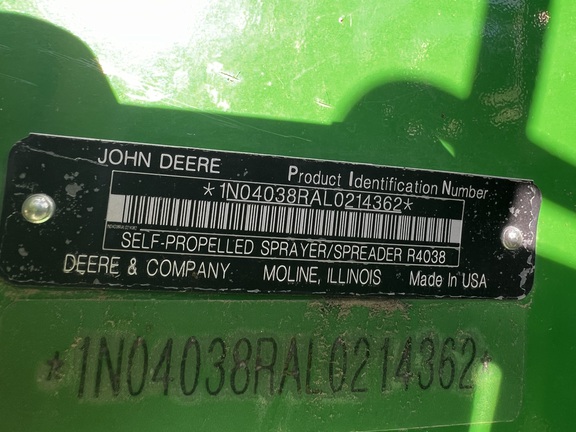 JOHN DEERE
Product Identification Number
*1N04038RAL0214362*
SELF-PROPELLED SPRAYER/SPREADER R4038
DEERE & COMPANY MOLINE, ILLINOIS Made in USA
*1N04038RAL0214362*